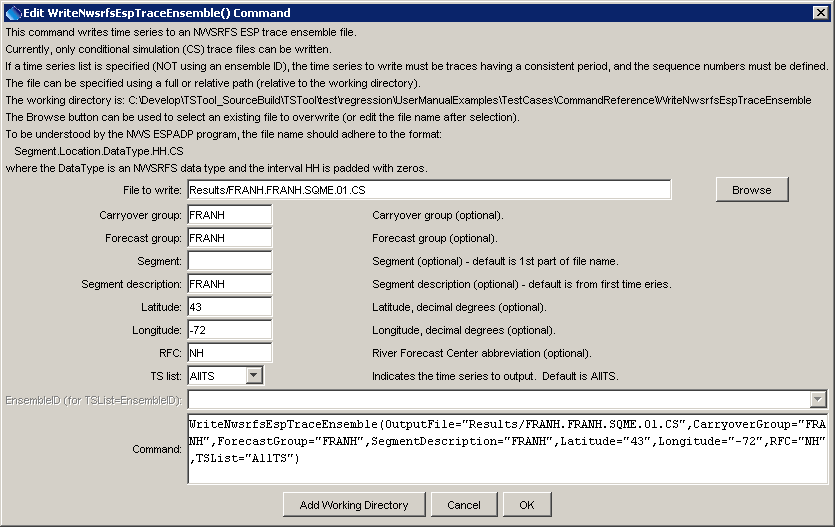 Edit WriteNwsrfsEspTraceEnsemble() Command
This command writes time series to an NWSRFS ESP trace ensemble file.
Currently, only conditional simulation (CS) trace files can be written.
If a time series list is specified (NOT using an ensemble ID), the time series to write must be traces having a consistent period, and the sequence numbers must be defined.
The file can be specified using a full or relative path (relative to the working directory).
The working directory is: C:\Develop\TSTool_SourceBuild\TSTool\test\regression\UserManualExamples\TestCases\CommandReference\WriteNwsrfsEspTraceEnsemble
The Browse button can be used to select an existing file to overwrite (or edit the file name after selection).
To be understood by the NWS ESPADP program, the file name should adhere to the format:
Segment.Location.DataType.HH.CS
where the DataType is an NWSRFS data type and the interval HH is padded with zeros.
File to write: Results/FRANH.FRANH.SQME.01.CS Browse
Carryover group: FRANH Carryover group (optional).
Forecast group: FRANH Forecast group (optional).
Segment: Segment (optional) - default is 1st part of file name.
Segment description: FRANH Segment description (optional) - default is from first time eries.
Latitude: 43 Latitude, decimal degrees (optional).
Longitude: -72 Longitude, decimal degrees (optional).
RFC: NH River Forecast Center abbreviation (optional).
TS list: AllTS Indicates the time series to output. Default is AllTS.
EnsembleID (for TSList=EnsembleID):
WriteNwsrfsEspTraceEnsemble(OutputFile="Results/FRANH.FRANH.SQME.01.CS",CarryoverGroup="FRA
Command: NH",ForecastGroup="FRANH",SegmentDescription="FRANH",Latitude="43",Longitude="-72",RFC="NH"
,TSList="AllTS")
Add Working Directory Cancel OK